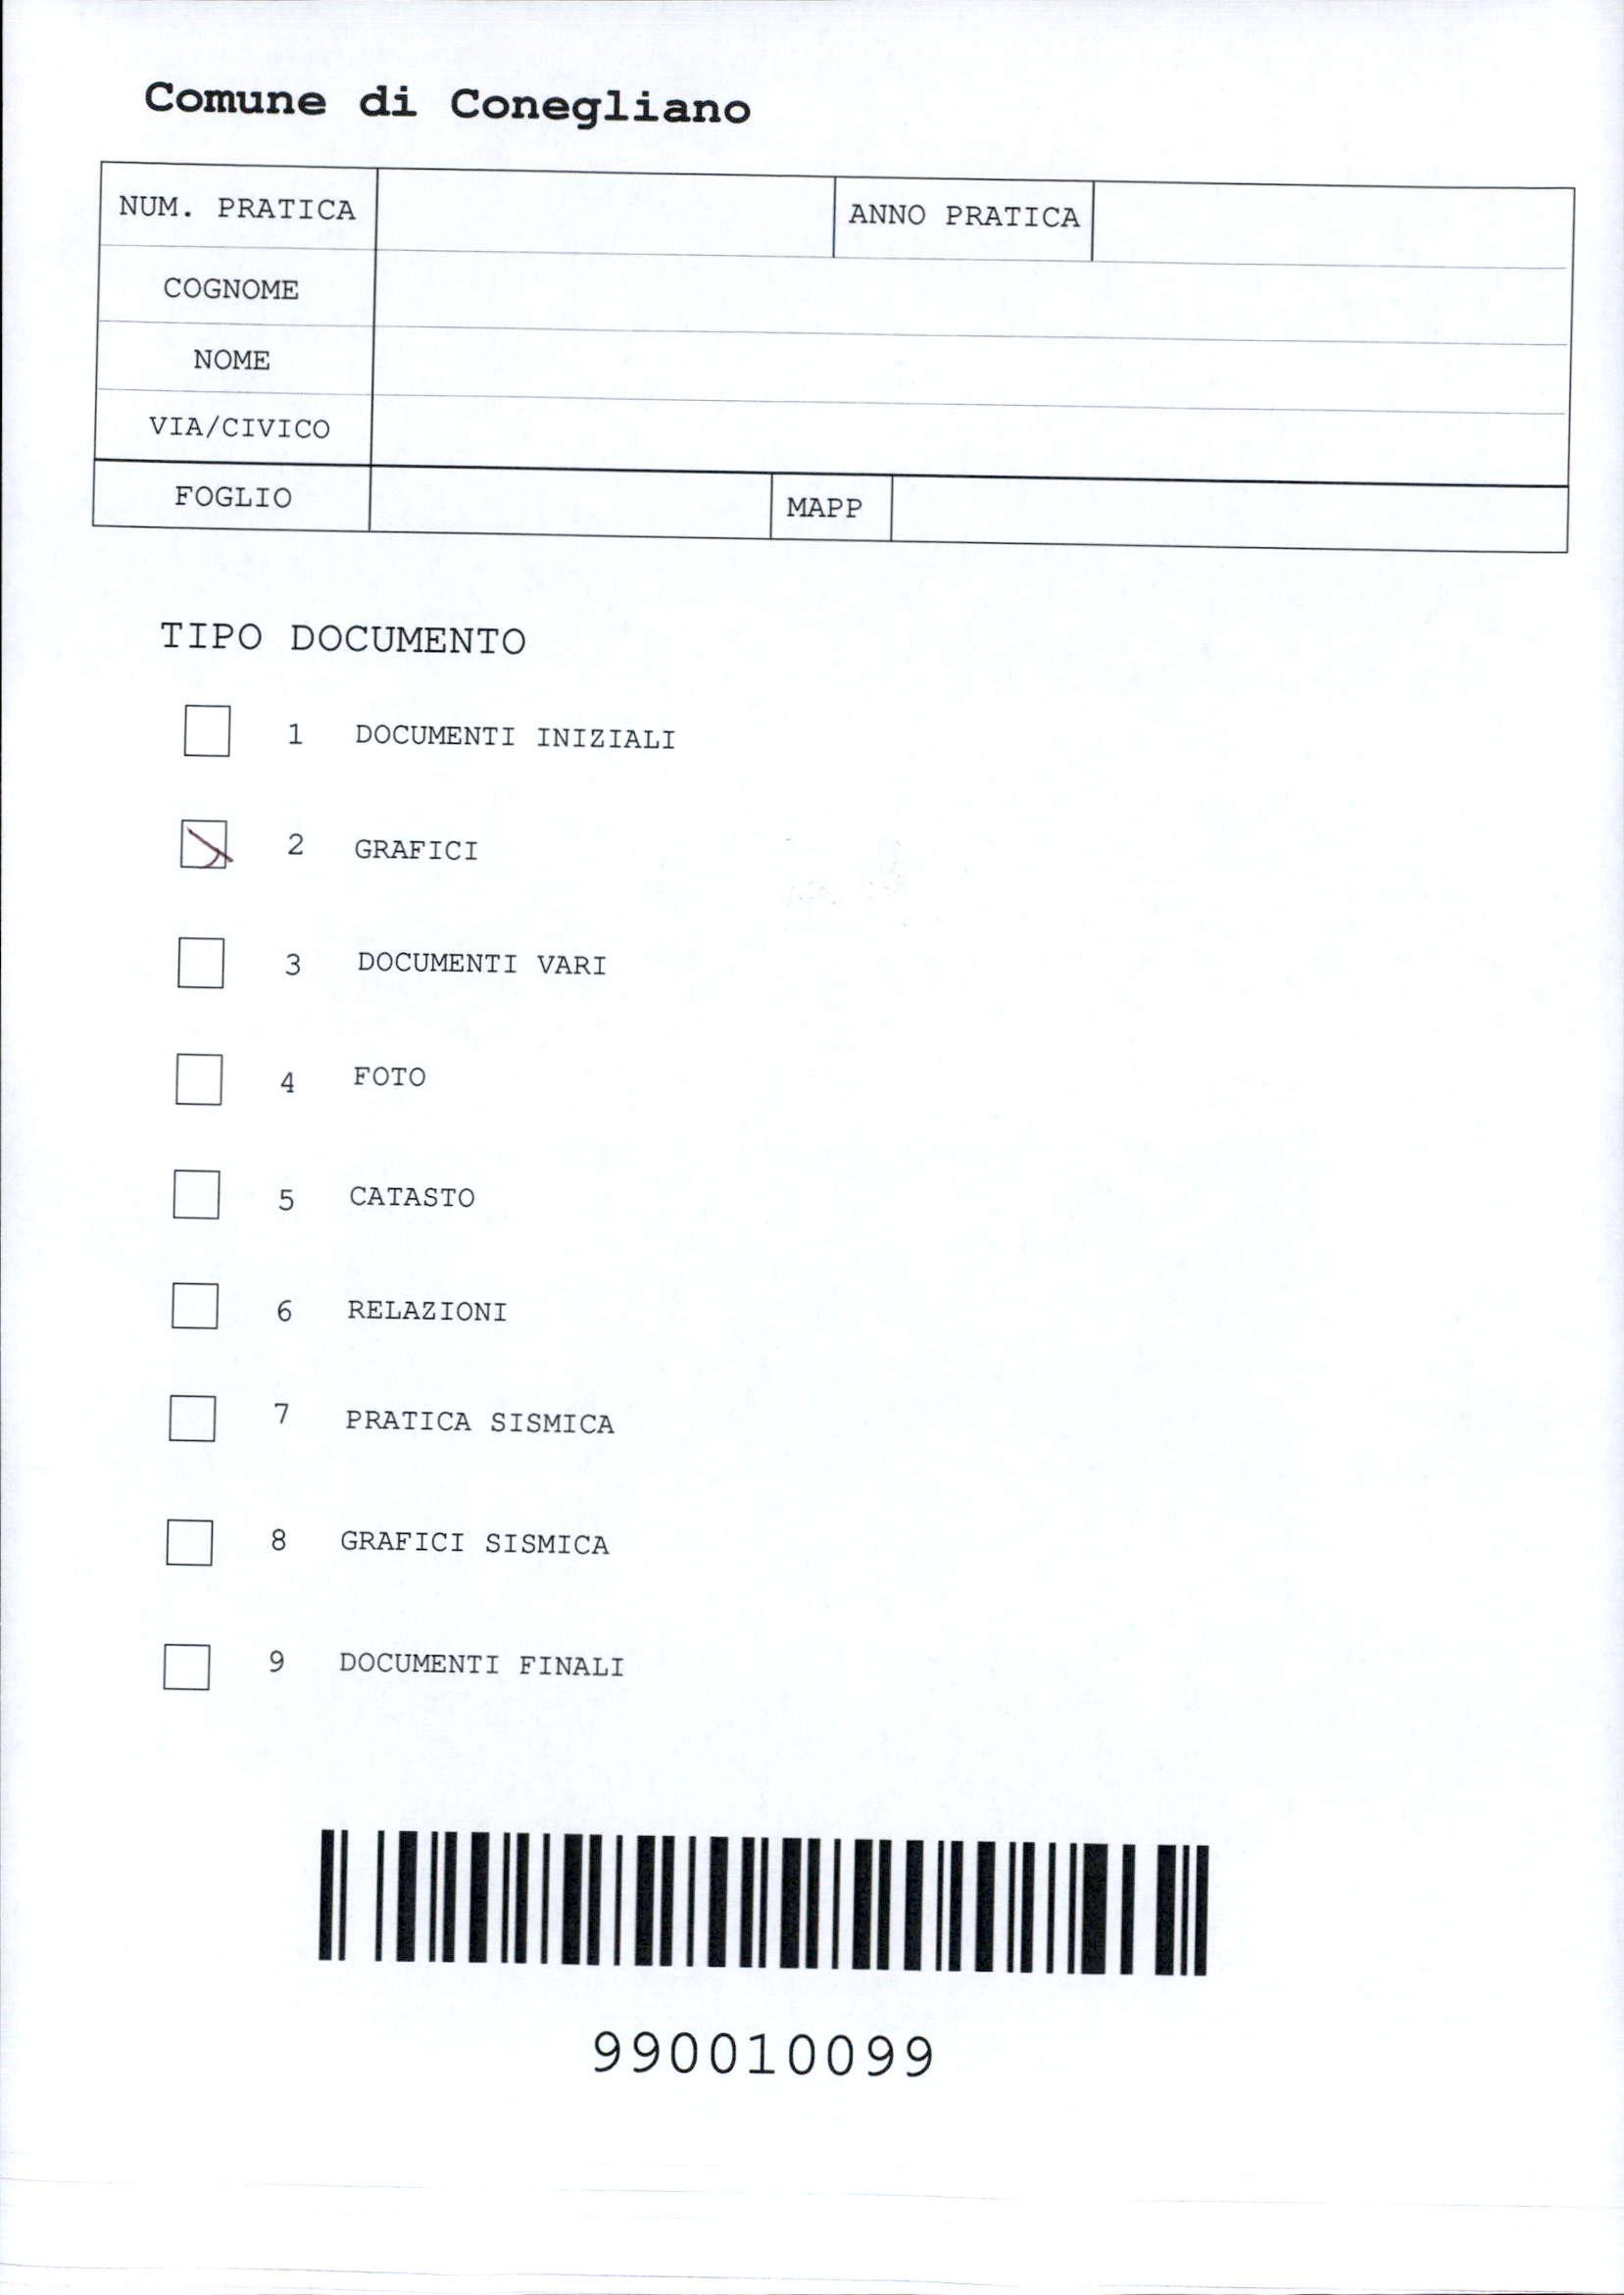 Comune di Conegliano
NUM. PRATICA ANNO PRATICA
COGNOME
NOME
VIA/CIVICO
FOGLIO MAPP
TIPO DOCUMENTO
1 DOCUMENTI INIZIALI
2 GRAFICI
3 DOCUMENTI VARI
4 FOTO
5 CATASTO
6 RELAZIONI
7 PRATICA SISMICA
8 GRAFICI SISMICA
9 DOCUMENTI FINALI
990010099